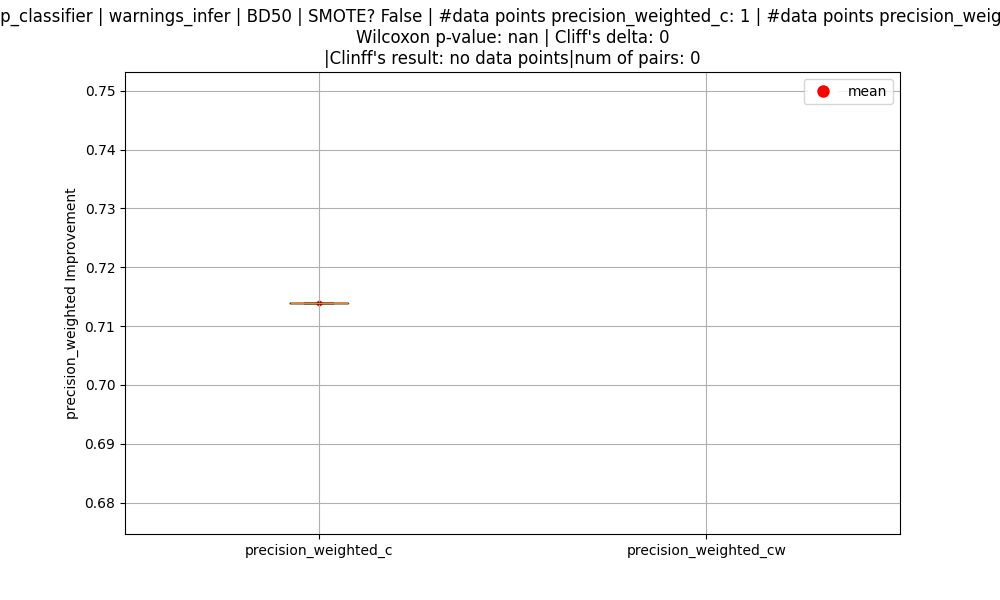 p_classifier | warnings_infer | BD50 | SMOTE? False | #data points precision_weighted_c: 1 | #data points precision_weig
Wilcoxon p-value: nan | Cliff's delta: 0
|Clinff's result: no data points|num of pairs: 0
mean
0.75
0.74
0.73
0.72
0.71
0.70
0.69
0.68
precision_weighted Improvement
precision_weighted_c
precision_weighted_cw